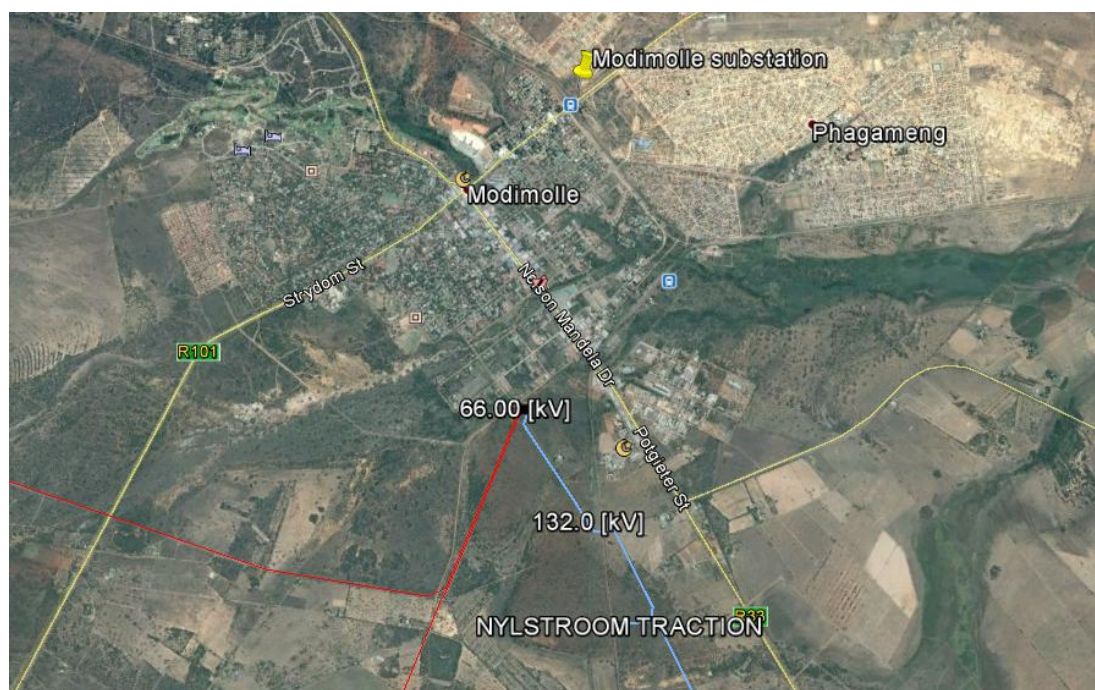 Modimolle substation
Phagameng
Modimolle
Strydom St
Nelson Mandela Dr
R101
66.00 [kV]
Potgieter St
132.0 [kV]
R33
NYLSTROOM TRACTION